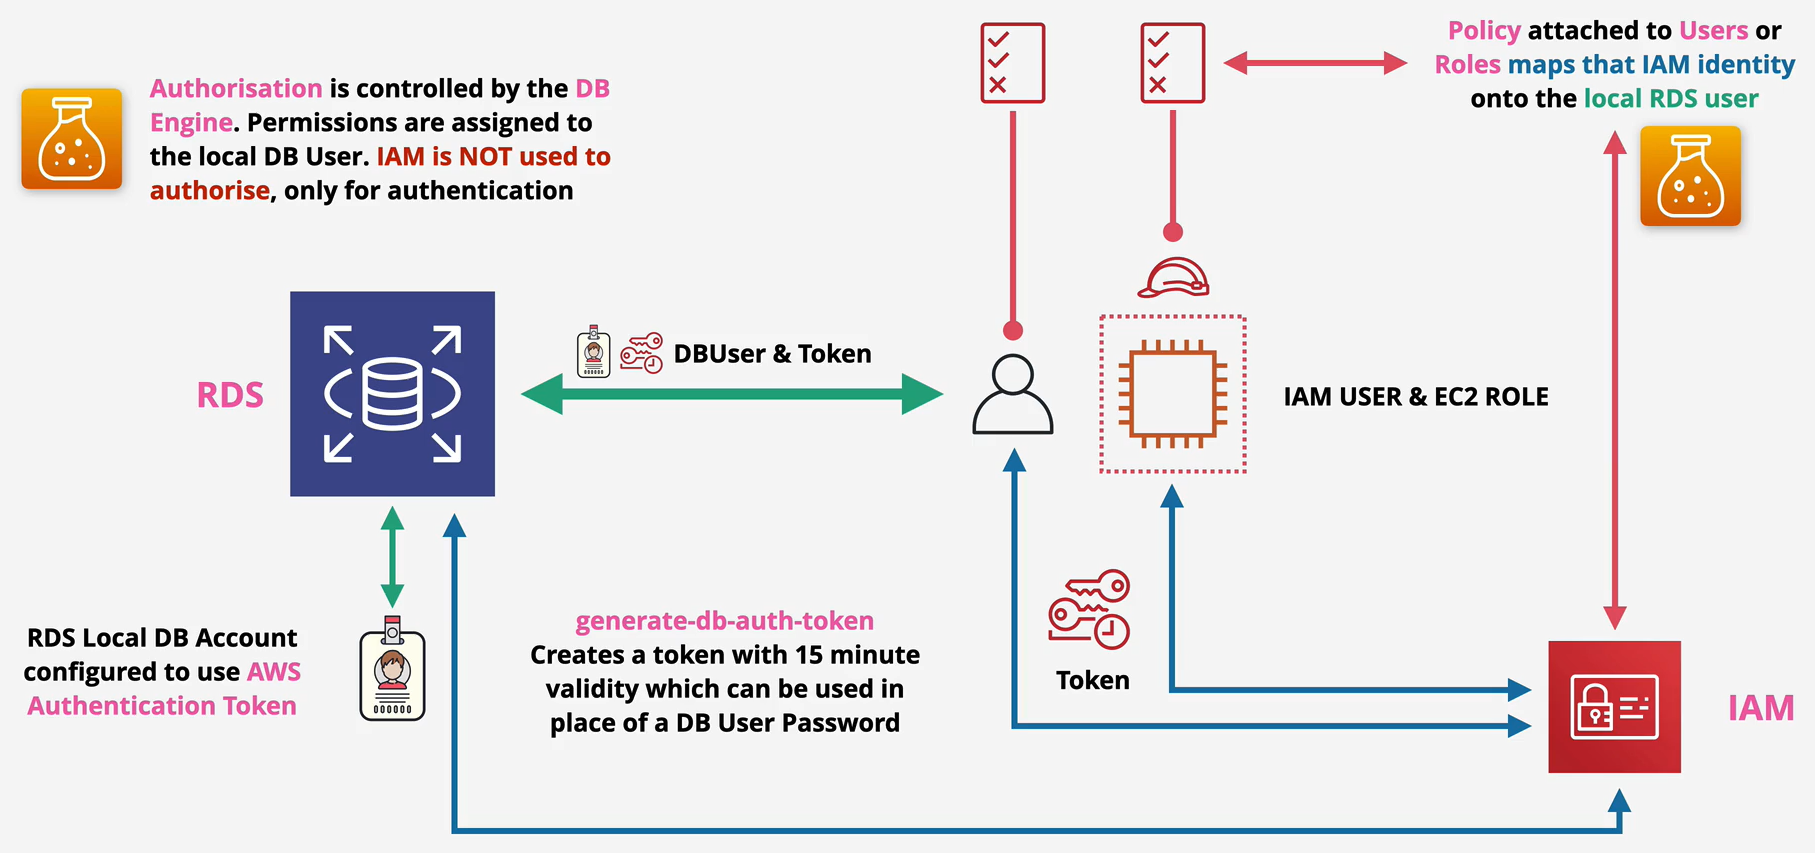 Authorisation is controlled by the DB
Engine. Permissions are assigned to
the local DB User. IAM is NOT used to
authorise, only for authentication
Policy attached to Users or
Roles maps that IAM identity
onto the local RDS user
RDS
DBUser & Token
IAM USER & EC2 ROLE
RDS Local DB Account
configured to use AWS
Authentication Token
generate-db-auth-token
Creates a token with 15 minute
validity which can be used in
place of a DB User Password
Token
IAM